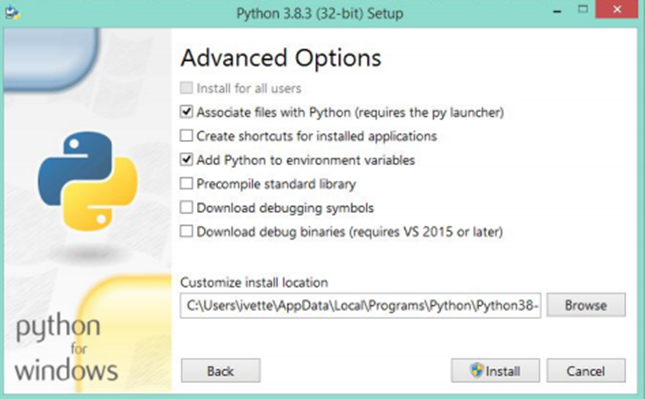 Python 3.8.3 (32-bit) Setup
Advanced Options
Install for all users
Associate files with Python (requires the py launcher)
Create shortcuts for installed applications
Add Python to environment variables
Precompile standard library
Download debugging symbols
Download debug binaries (requires VS 2015 or later)
Customize install location
C:\Users\ivette\AppData\Local\Programs\Python\Python38-
Browse
python
for
windows
Back
Install
Cancel